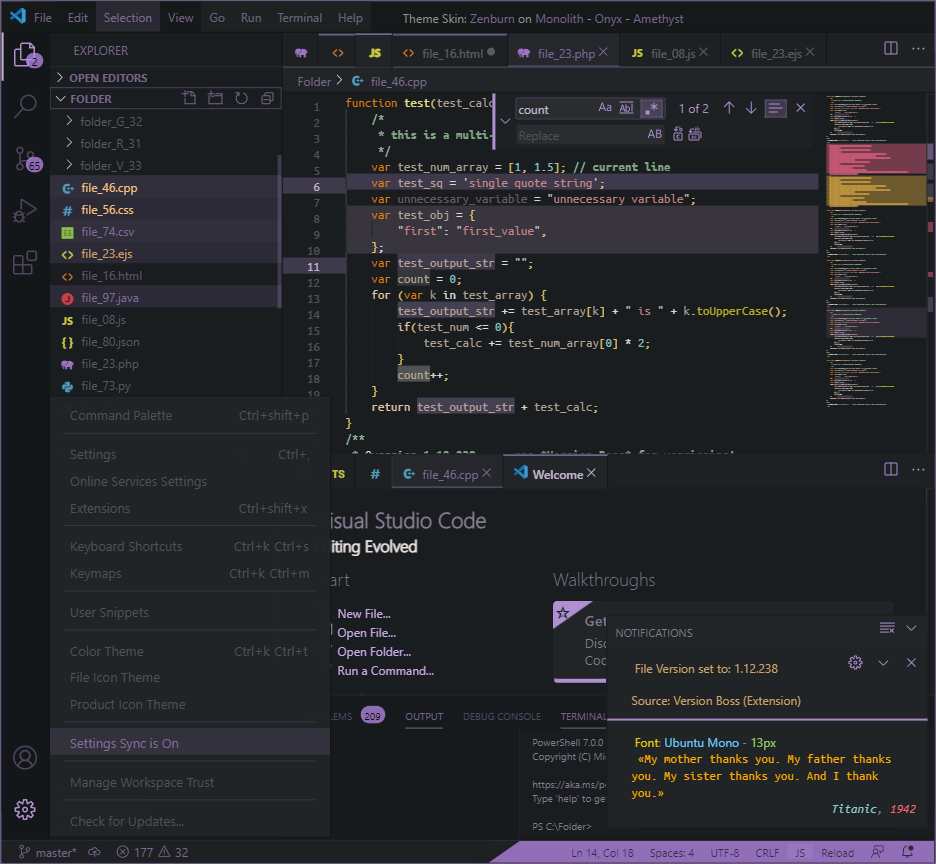 File Edit Selection View Go Run Terminal Help Theme Skin: Zenburn on Monolith - Onyx - Amethyst
EXPLORER
2
OPEN EDITORS
FOLDER
folder_G_32
folder_R_31
folder_V_33
file_46.cpp
file_56.css
file_74.csv
file_23.ejs
file_16.html
file_97.java
file_08.js
file_80.json
file_23.php
file_73.py
65
JS file_16.html file_23.php JS file_08.js file_23.ejs
Folder > file_46.cpp
count Aa Abl .* 1 of 2
Replace AB
1 function test(test_calc
2 /*
3 * this is a multi-
4 */
5 var test_num_array = [1, 1.5]; // current line
6 var test_sq = 'single quote string';
7 var unnecessary_variable = "unnecessary variable";
8 var test_obj = {
9 "first": "first_value",
10 };
11 var test_output_str = "";
12 var count = 0;
13 for (var k in test_array) {
14 test_output_str += test_array[k] + " is " + k.toUpperCase();
15 if(test_num <= 0){
16 test_calc += test_num_array[0] * 2;
17 }
18 count++;
19 }
return test_output_str + test_calc;
}
/**
Command Palette Ctrl+shift+p
Settings Ctrl+,
Online Services Settings
Extensions Ctrl+shift+x
Keyboard Shortcuts Ctrl+k Ctrl+s
Keymaps Ctrl+k Ctrl+m
User Snippets
Color Theme Ctrl+k Ctrl+t
File Icon Theme
Product Icon Theme
Settings Sync is On
Manage Workspace Trust
Check for Updates...
TS # file_46.cpp Welcome
isual Studio Code
iting Evolved
art
New File...
Open File...
Open Folder...
Run a Command...
Walkthroughs
Get
Disc
Coc
LEMS 209 OUTPUT DEBUG CONSOLE TERMINAL
PowerShell 7.0.0
Copyright (C) Mi
https://aka.ms/p
Type 'help' to ge
PS C:\Folder>
NOTIFICATIONS
File Version set to: 1.12.238
Source: Version Boss (Extension)
Font: Ubuntu Mono - 13px
«My mother thanks you. My father thanks
you. My sister thanks you. And I thank
you.»
Titanic, 1942
master* 177 32 Ln 14, Col 18 Spaces: 4 UTF-8 CRLF JS Reload